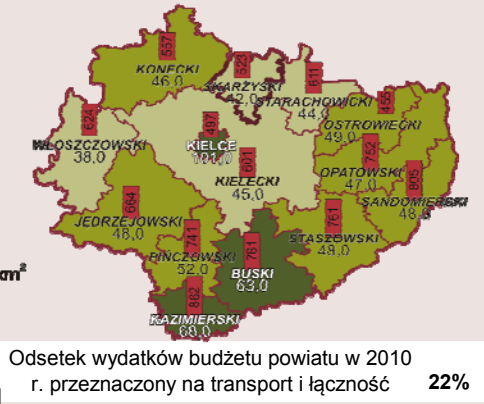 557
KONECKI
46,0
523
SKARŻYSKI
42,0
611
STARACHOWICKI
44,0
455
OSTROWIECKI
49,0
624
WŁOSZCZOWSKI
38,0
497
KIELCE
101,0
601
KIELECKI
45,0
752
OPATOWSKI
47,0
805
SANDOMIERSKI
48,0
664
JĘDRZEJOWSKI
48,0
741
PIŃCZOWSKI
52,0
761
BUSKI
63,0
761
STASZOWSKI
48,0
862
KAZIMIERSKI
68,0
km²
Odsetek wydatków budżetu powiatu w 2010
r. przeznaczony na transport i łączność 22%